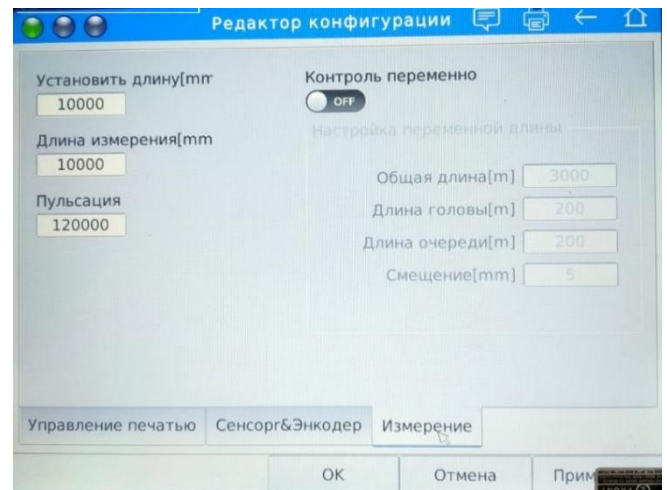 Редактор конфигурации
Установить длину[mm
10000
Длина измерения[mm
10000
Пульсация
120000
Контроль переменно
OFF
Настройка переменной длины
Общая длина[m] 3000
Длина головы[m] 200
Длина очереди[m] 200
Смещение[mm] 5
Управление печатью Сенсорг&Энкодер Измерение
OK Отмена Прим